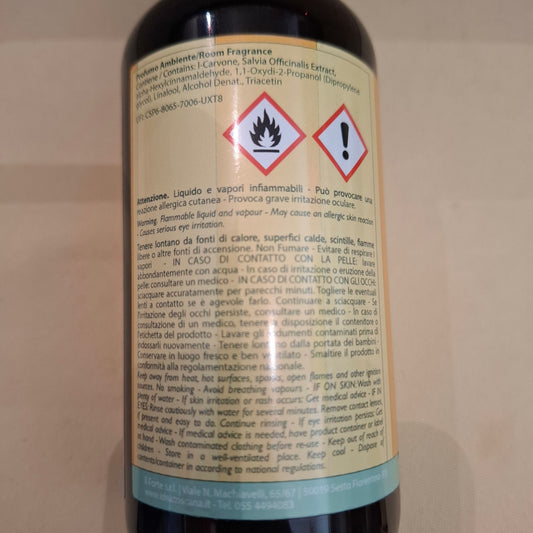 Profumo Ambiente/Room Fragrance
Contiene / Contains: l-Carvone, Salvia Officinalis Extract,
Alpha-Hexylcinnamaldehyde, 1,1-Oxydi-2-Propanol (Dipropylene
Glycol), Linalool, Alcohol Denat., Triacetin
UFI: C5P6-8065-7006-UXT8
Attenzione. Liquido e vapori infiammabili - Può provocare una
reazione allergica cutanea - Provoca grave irritazione oculare.
Warning. Flammable liquid and vapour - May cause an allergic skin reaction
- Causes serious eye irritation.
Tenere lontano da fonti di calore, superfici calde, scintille, fiamme
libere o altre fonti di accensione. Non Fumare - Evitare di respirare i
vapori - IN CASO DI CONTATTO CON LA PELLE: lavare
abbondantemente con acqua - In caso di irritazione o eruzione della
pelle: consultare un medico - IN CASO DI CONTATTO CON GLI OCCHI:
sciacquare accuratamente per parecchi minuti. Togliere le eventuali
lenti a contatto se è agevole farlo. Continuare a sciacquare - Se
l'irritazione degli occhi persiste, consultare un medico - In caso di
consultazione di un medico, tenere a disposizione il contenitore o
l'etichetta del prodotto - Lavare gli indumenti contaminati prima di
indossarli nuovamente - Tenere lontano dalla portata dei bambini -
Conservare in luogo fresco e ben ventilato - Smaltire il prodotto in
conformità alla regolamentazione nazionale.
Keep away from heat, hot surfaces, sparks, open flames and other ignition
sources. No smoking - Avoid breathing vapours - IF ON SKIN: Wash with
plenty of water - If skin irritation or rash occurs: Get medical advice - IF IN
EYES: Rinse cautiously with water for several minutes. Remove contact lenses,
if present and easy to do. Continue rinsing - If eye irritation persists: Get
medical advice - If medical advice is needed, have product container or label
at hand - Wash contaminated clothing before re-use - Keep out of reach of
children - Store in a well-ventilated place. Keep cool - Dispose of
contents/container in according to national regulations.
Il Forte srl. | Viale N. Machiavelli, 65/67 | 50019 Sesto Fiorentino
Tel. 055 4494083